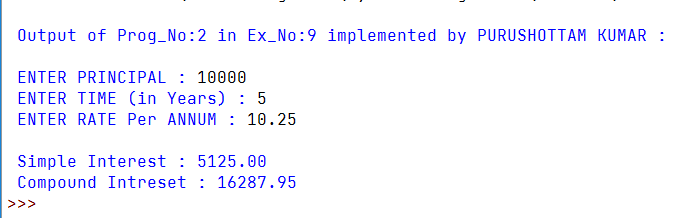 Output of Prog_No:2 in Ex_No:9 implemented by PURUSHOTTAM KUMAR :
ENTER PRINCIPAL : 10000
ENTER TIME (in Years) : 5
ENTER RATE Per ANNUM : 10.25
Simple Interest : 5125.00
Compound Intreset : 16287.95
>>>